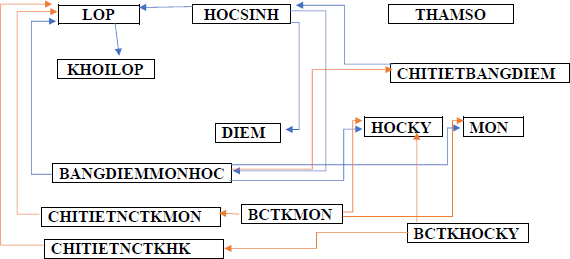 LOP
HOCSINH
THAMSO
KHOILOP
CHITIETBANGDIEM
DIEM
HOCKY
MON
BANGDIEMMONHOC
CHITIETNCTKMON
BCTKMON
BCTKHOCKY
CHITIETNCTKHK